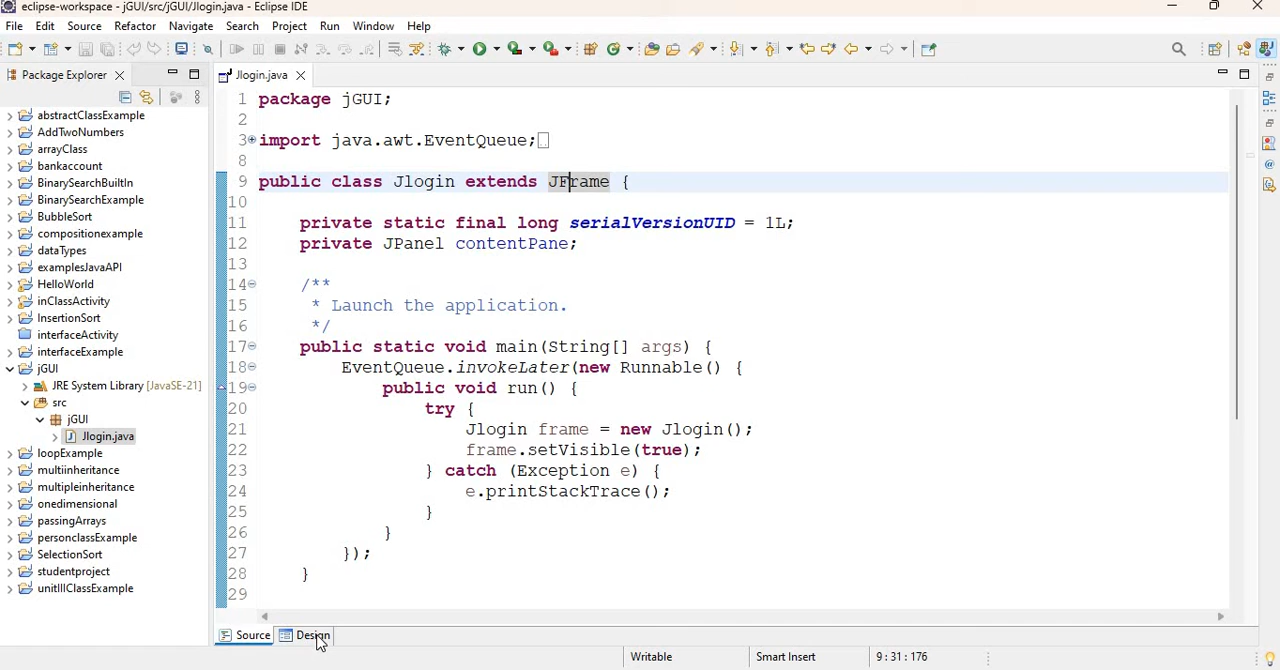 eclipse-workspace - jGUI/src/jGUI/Jlogin.java - Eclipse IDE
File Edit Source Refactor Navigate Search Project Run Window Help
Package Explorer
abstractClassExample
AddTwoNumbers
arrayClass
bankaccount
BinarySearchBuiltIn
BinarySearchExample
BubbleSort
compositionexample
dataTypes
examplesJavaAPI
HelloWorld
inClassActivity
InsertionSort
interfaceActivity
interfaceExample
jGUI
JRE System Library [JavaSE-21]
src
jGUI
Jlogin.java
loopExample
multiinheritance
multipleinheritance
onedimensional
passingArrays
personclassExample
SelectionSort
studentproject
unitIIIClassExample
Jlogin.java
1 package jGUI;
2
3 import java.awt.EventQueue;
8
9 public class Jlogin extends JFrame {
10
11 private static final long serialVersionUID = 1L;
12 private JPanel contentPane;
13
14 /**
15 * Launch the application.
16 */
17 public static void main(String[] args) {
18 EventQueue.invokeLater(new Runnable() {
19 public void run() {
20 try {
21 Jlogin frame = new Jlogin();
22 frame.setVisible(true);
23 } catch (Exception e) {
24 e.printStackTrace();
25 }
26 }
27 });
28 }
29
Source Design
Writable Smart Insert 9 : 31 : 176